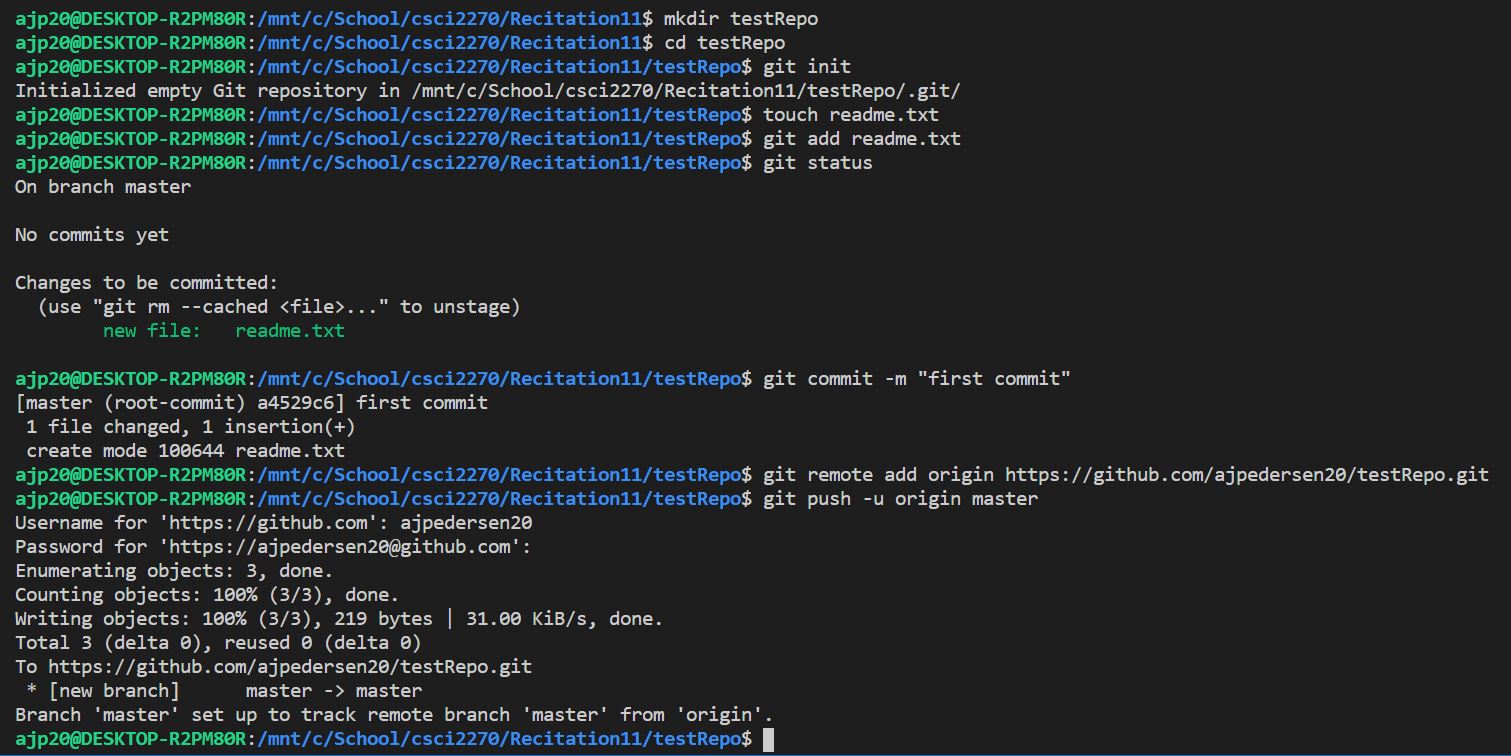 ajp20@DESKTOP-R2PM80R:/mnt/c/School/csci2270/Recitation11$ mkdir testRepo
ajp20@DESKTOP-R2PM80R:/mnt/c/School/csci2270/Recitation11$ cd testRepo
ajp20@DESKTOP-R2PM80R:/mnt/c/School/csci2270/Recitation11/testRepo$ git init
Initialized empty Git repository in /mnt/c/School/csci2270/Recitation11/testRepo/.git/
ajp20@DESKTOP-R2PM80R:/mnt/c/School/csci2270/Recitation11/testRepo$ touch readme.txt
ajp20@DESKTOP-R2PM80R:/mnt/c/School/csci2270/Recitation11/testRepo$ git add readme.txt
ajp20@DESKTOP-R2PM80R:/mnt/c/School/csci2270/Recitation11/testRepo$ git status
On branch master

No commits yet

Changes to be committed:
  (use "git rm --cached <file>..." to unstage)
        new file:   readme.txt

ajp20@DESKTOP-R2PM80R:/mnt/c/School/csci2270/Recitation11/testRepo$ git commit -m "first commit"
[master (root-commit) a4529c6] first commit
 1 file changed, 1 insertion(+)
 create mode 100644 readme.txt
ajp20@DESKTOP-R2PM80R:/mnt/c/School/csci2270/Recitation11/testRepo$ git remote add origin https://github.com/ajpedersen20/testRepo.git
ajp20@DESKTOP-R2PM80R:/mnt/c/School/csci2270/Recitation11/testRepo$ git push -u origin master
Username for 'https://github.com': ajpedersen20
Password for 'https://ajpedersen20@github.com':
Enumerating objects: 3, done.
Counting objects: 100% (3/3), done.
Writing objects: 100% (3/3), 219 bytes | 31.00 KiB/s, done.
Total 3 (delta 0), reused 0 (delta 0)
To https://github.com/ajpedersen20/testRepo.git
 * [new branch]      master -> master
Branch 'master' set up to track remote branch 'master' from 'origin'.
ajp20@DESKTOP-R2PM80R:/mnt/c/School/csci2270/Recitation11/testRepo$